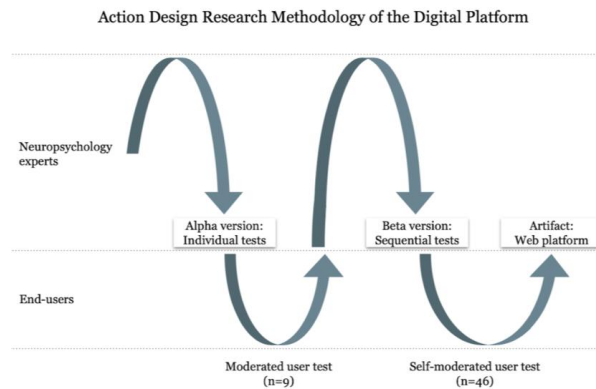 Action Design Research Methodology of the Digital Platform
Neuropsychology
experts
Alpha version:
Individual tests
Beta version:
Sequential tests
Artifact:
Web platform
End-users
Moderated user test
(n=9)
Self-moderated user test
(n=46)